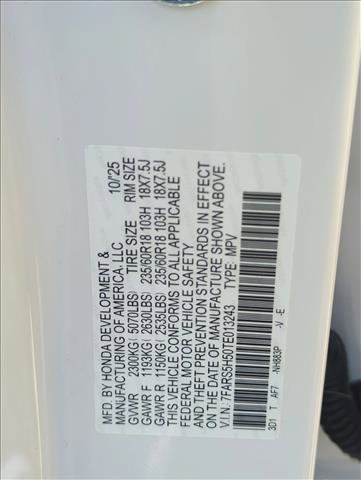 MFD. BY HONDA DEVELOPMENT & 10/'25
MANUFACTURING OF AMERICA, LLC
GVWR 2300KG ( 5070LBS) TIRE SIZE RIM SIZE
GAWR F 1193KG ( 2630LBS) 235/60R18 103H 18X7.5J
GAWR R 1150KG ( 2535LBS) 235/60R18 103H 18X7.5J
THIS VEHICLE CONFORMS TO ALL APPLICABLE
FEDERAL MOTOR VEHICLE SAFETY
AND THEFT PREVENTION STANDARDS IN EFFECT
ON THE DATE OF MANUFACTURE SHOWN ABOVE.
V.I.N.: 7FARS5H50TE013243 TYPE: MPV
3D1 T AF7 -NH883P -V -E